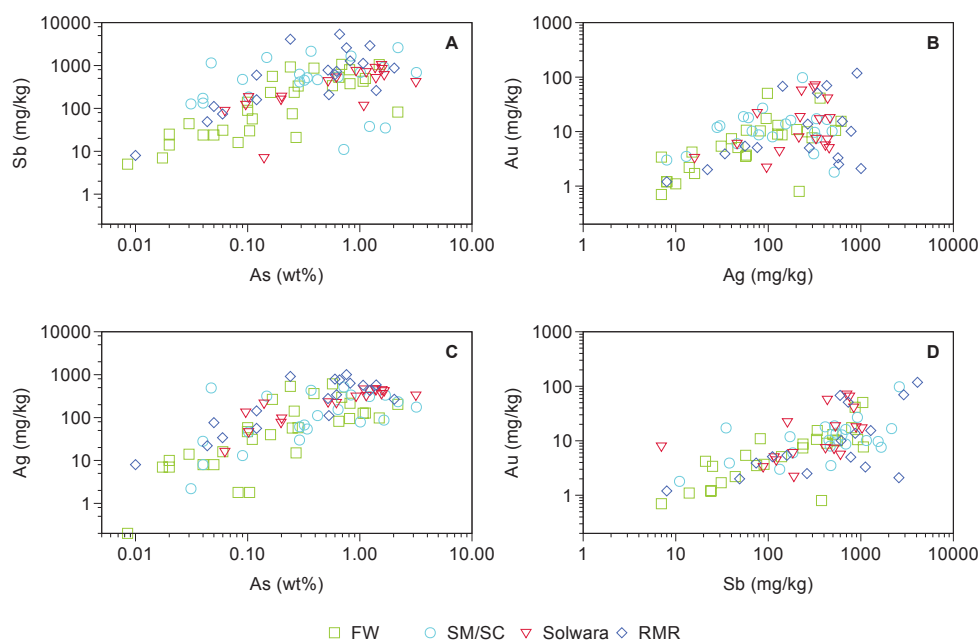 A
Sb (mg/kg)
10000
1000
100
10
1
0.01 0.10 1.00 10.00
As (wt%)
B
Au (mg/kg)
1000
100
10
1
1 10 100 1000 10000
Ag (mg/kg)
C
Ag (mg/kg)
10000
1000
100
10
1
0.01 0.10 1.00 10.00
As (wt%)
D
Au (mg/kg)
100
10
1
1 10 100 1000 10000
Sb (mg/kg)
FW SM/SC Solwara RMR